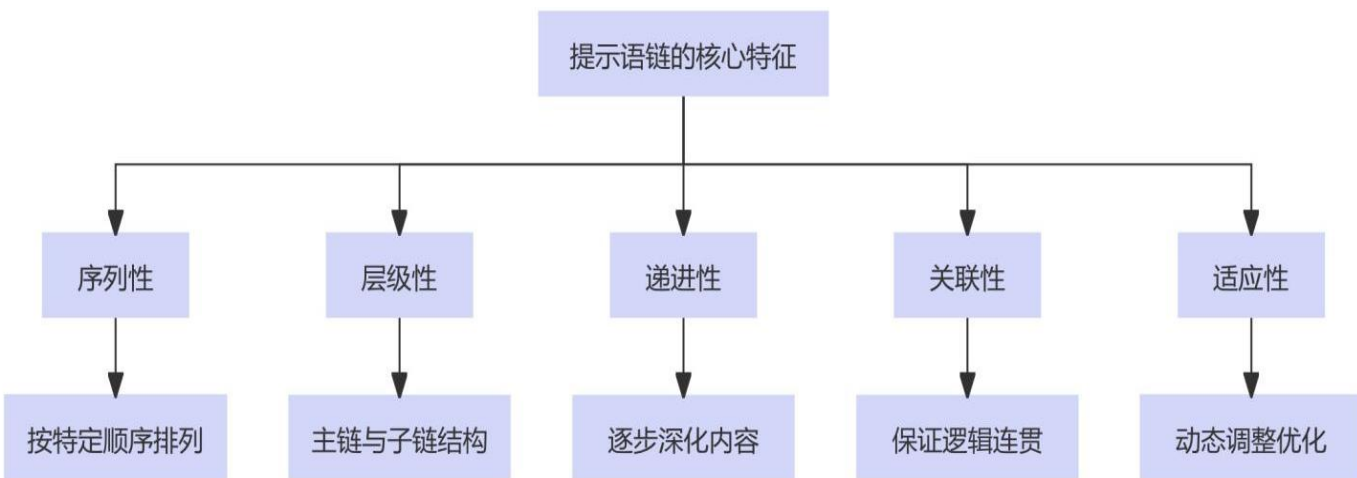 提示语链的核心特征
序列性
层级性
递进性
关联性
适应性
按特定顺序排列
主链与子链结构
逐步深化内容
保证逻辑连贯
动态调整优化